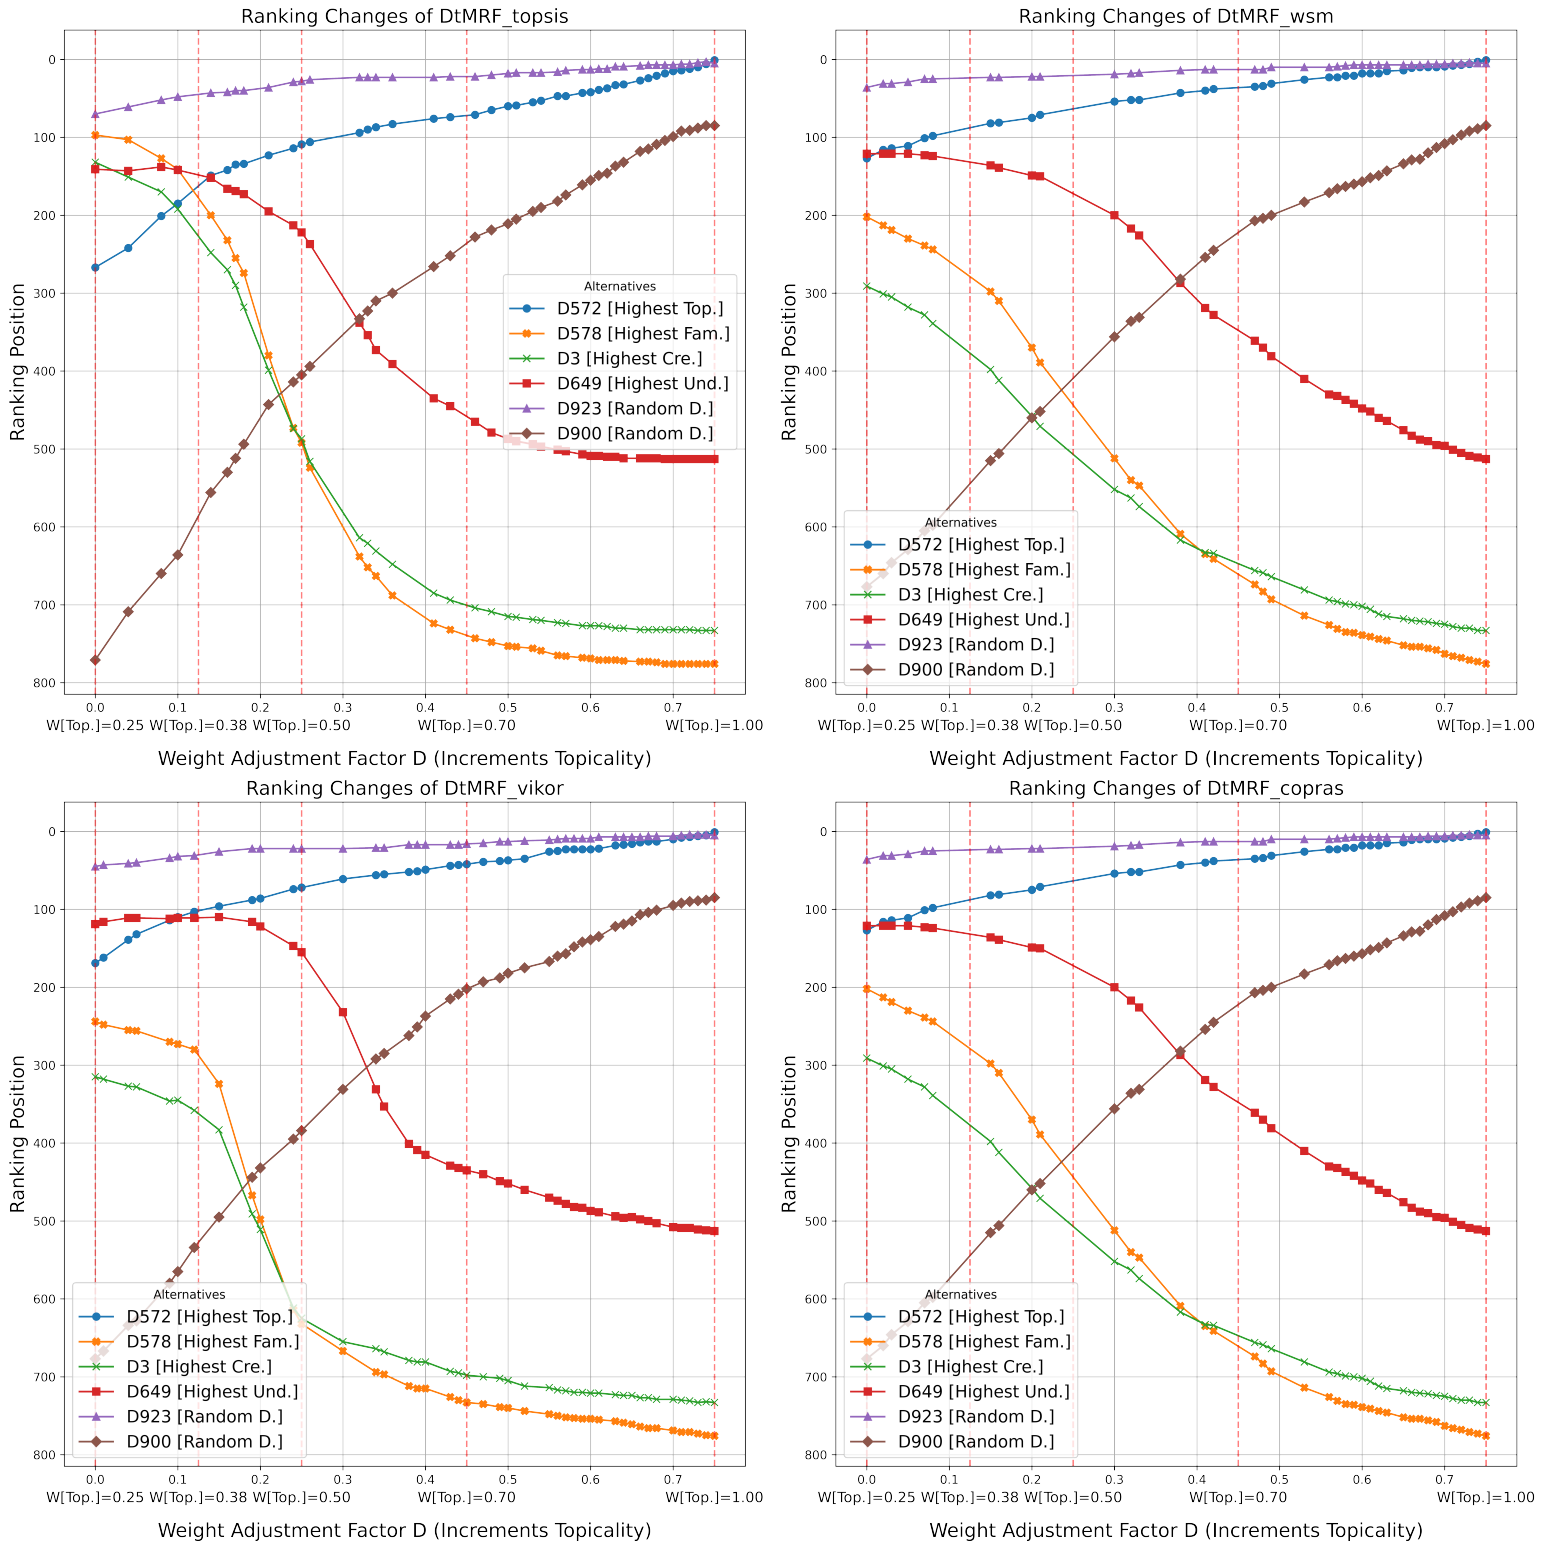 Ranking Changes of DtMRF_topsis
Ranking Position
0
100
200
300
400
500
600
700
800
Alternatives
D572 [Highest Top.]
D578 [Highest Fam.]
D3 [Highest Cre.]
D649 [Highest Und.]
D923 [Random D.]
D900 [Random D.]
0.0 0.1 0.2 0.3 0.4 0.5 0.6 0.7
W[Top.]=0.25 W[Top.]=0.38 W[Top.]=0.50 W[Top.]=0.70 W[Top.]=1.00
Weight Adjustment Factor D (Increments Topicality)
Ranking Changes of DtMRF_wsm
Ranking Position
0
100
200
300
400
500
600
700
800
Alternatives
D572 [Highest Top.]
D578 [Highest Fam.]
D3 [Highest Cre.]
D649 [Highest Und.]
D923 [Random D.]
D900 [Random D.]
0.0 0.1 0.2 0.3 0.4 0.5 0.6 0.7
W[Top.]=0.25 W[Top.]=0.38 W[Top.]=0.50 W[Top.]=0.70 W[Top.]=1.00
Weight Adjustment Factor D (Increments Topicality)
Ranking Changes of DtMRF_vikor
Ranking Position
0
100
200
300
400
500
600
700
800
Alternatives
D572 [Highest Top.]
D578 [Highest Fam.]
D3 [Highest Cre.]
D649 [Highest Und.]
D923 [Random D.]
D900 [Random D.]
0.0 0.1 0.2 0.3 0.4 0.5 0.6 0.7
W[Top.]=0.25 W[Top.]=0.38 W[Top.]=0.50 W[Top.]=0.70 W[Top.]=1.00
Weight Adjustment Factor D (Increments Topicality)
Ranking Changes of DtMRF_copras
Ranking Position
0
100
200
300
400
500
600
700
800
Alternatives
D572 [Highest Top.]
D578 [Highest Fam.]
D3 [Highest Cre.]
D649 [Highest Und.]
D923 [Random D.]
D900 [Random D.]
0.0 0.1 0.2 0.3 0.4 0.5 0.6 0.7
W[Top.]=0.25 W[Top.]=0.38 W[Top.]=0.50 W[Top.]=0.70 W[Top.]=1.00
Weight Adjustment Factor D (Increments Topicality)